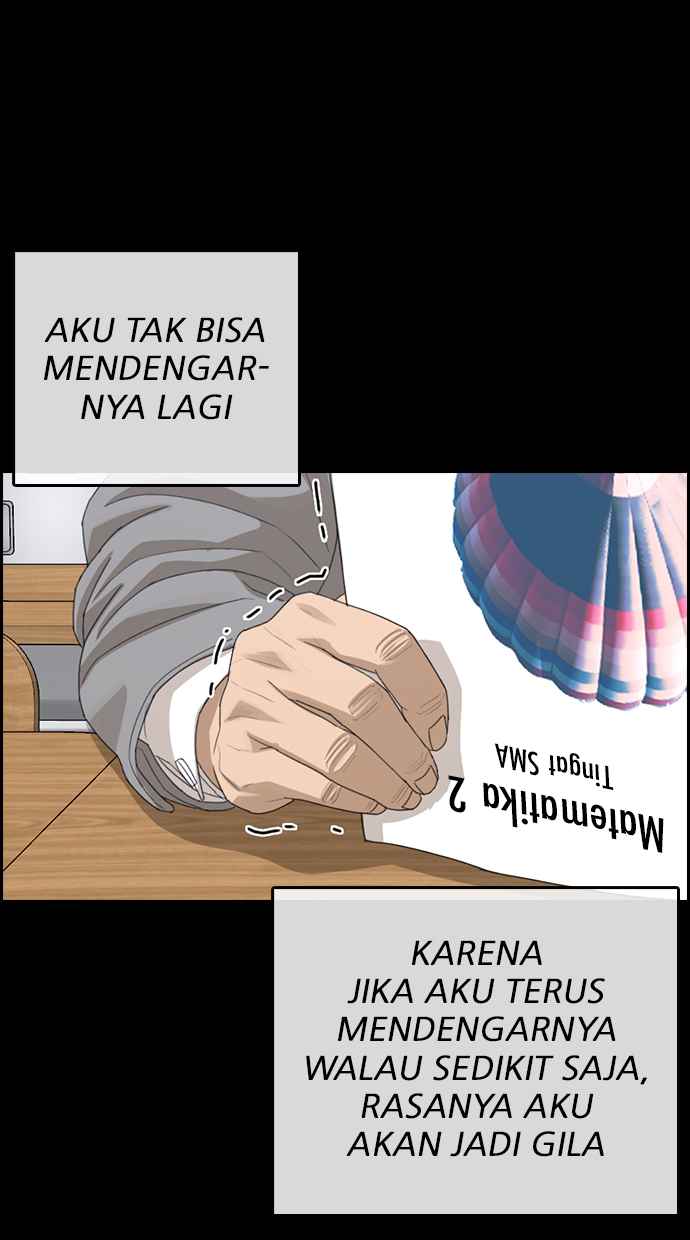 AKU TAK BISA
MENDENGAR-
NYA LAGI
Matematika 2
Tingat SMA
KARENA
JIKA AKU TERUS
MENDENGARNYA
WALAU SEDIKIT SAJA,
RASANYA AKU
AKAN JADI GILA